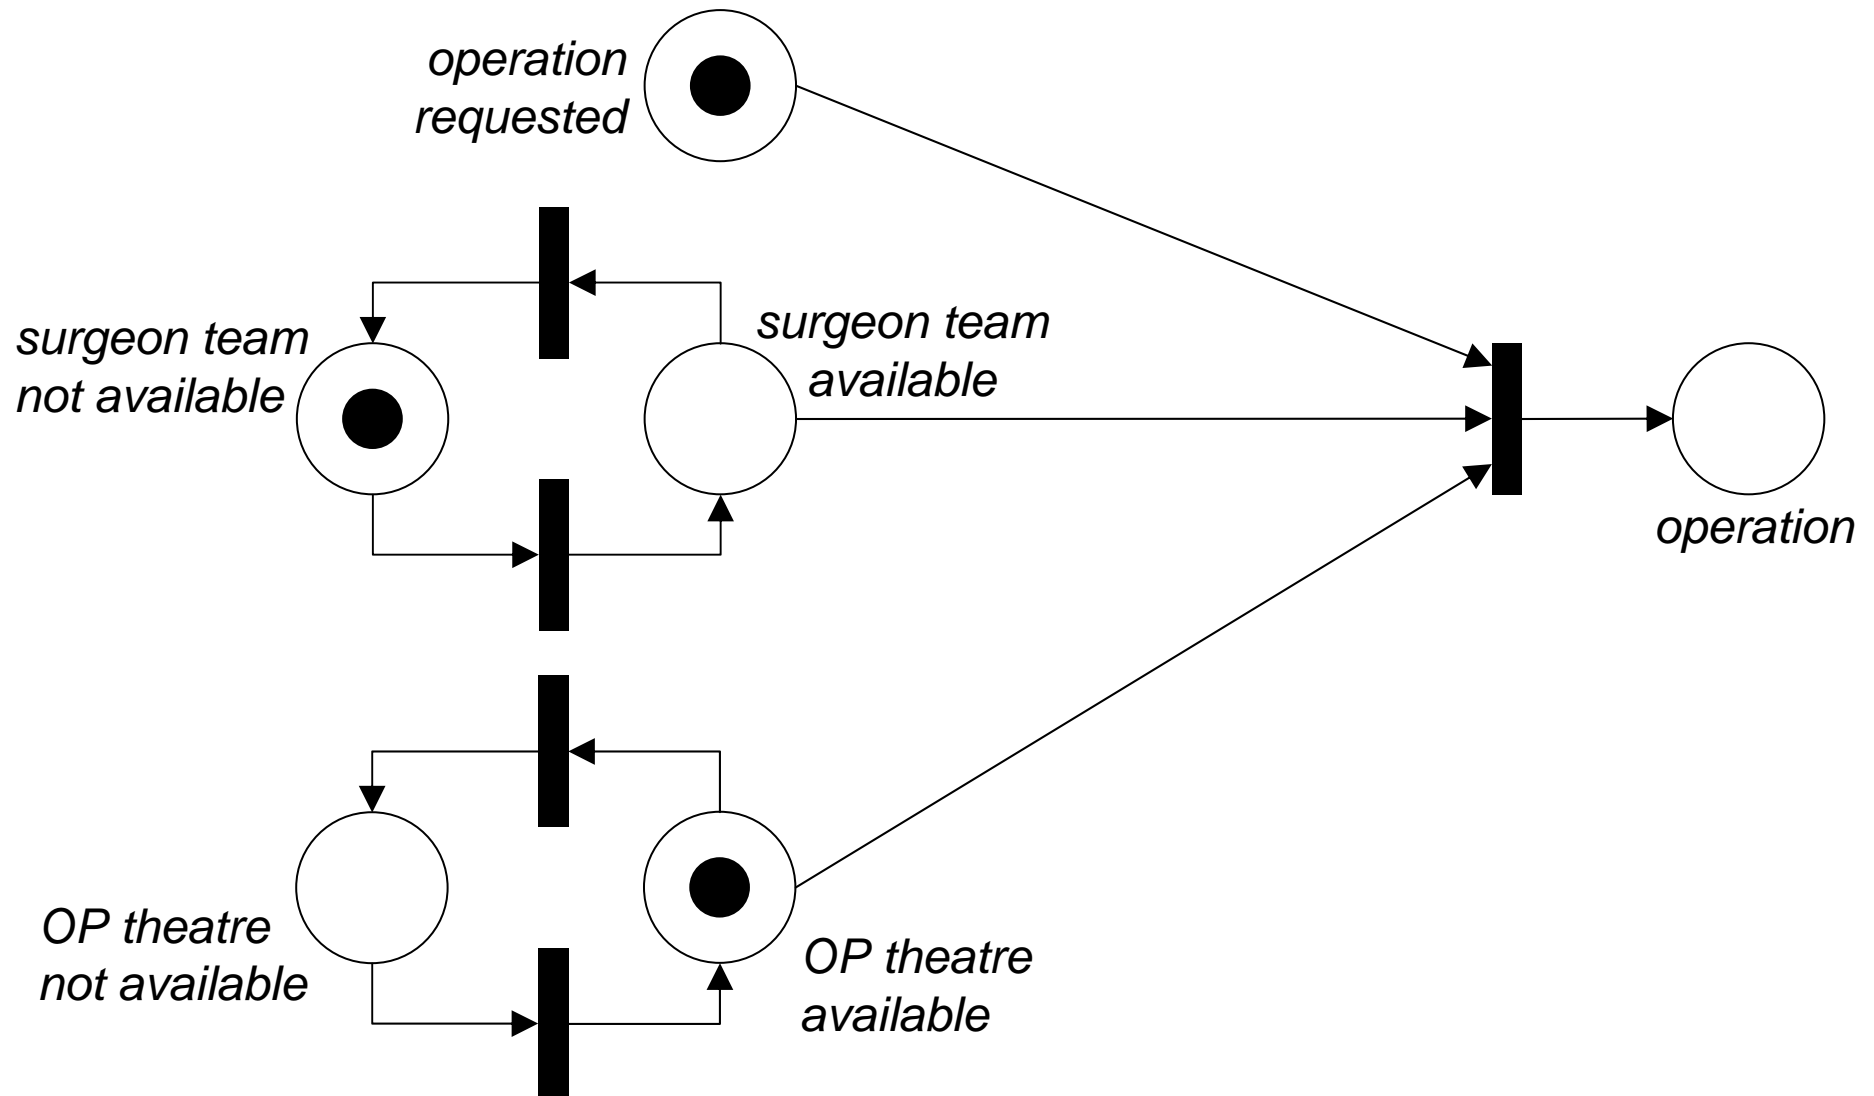 operation
requested
surgeon team
not available
surgeon team
available
operation
OP theatre
not available
OP theatre
available